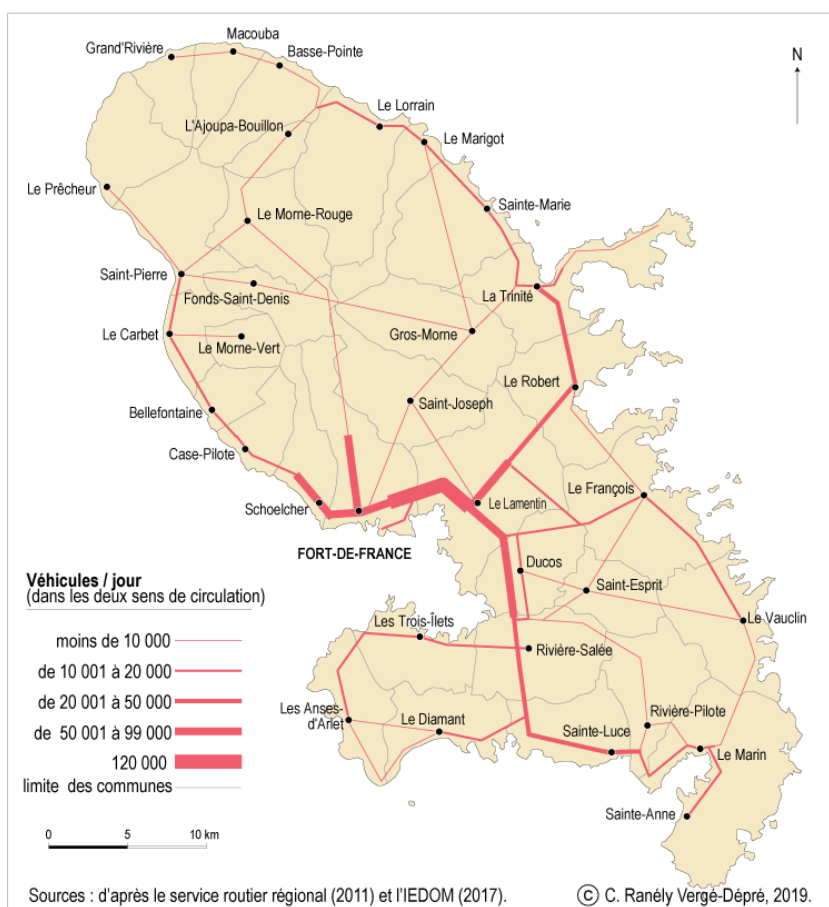 Macouba
Grand'Rivière
Basse-Pointe
N
Le Lorrain
L'Ajoupa-Bouillon
Le Marigot
Le Prêcheur
Sainte-Marie
Le Morne-Rouge
Saint-Pierre
Fonds-Saint-Denis
La Trinité
Gros-Morne
Le Carbet
Le Morne-Vert
Le Robert
Saint-Joseph
Bellefontaine
Case-Pilote
Le François
Schoelcher
Le Lamentin
FORT-DE-FRANCE
Ducos
Saint-Esprit
Véhicules / jour
(dans les deux sens de circulation)
Les Trois-Îlets
Le Vauclin
moins de 10 000
Rivière-Salée
de 10 001 à 20 000
de 20 001 à 50 000
Les Anses-
d'Arlet
Le Diamant
Rivière-Pilote
de 50 001 à 99 000
Sainte-Luce
Le Marin
120 000
limite des communes
Sainte-Anne
0 5 10 km
Sources : d'après le service routier régional (2011) et l'IEDOM (2017).
© C. Ranély Vergé-Dépré, 2019.